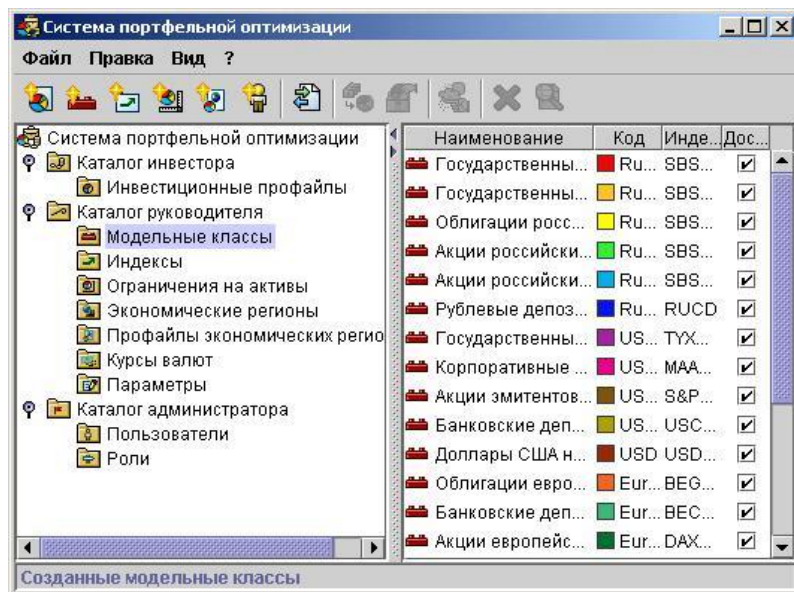 Система портфельной оптимизации
Файл Правка Вид ?
Система портфельной оптимизации
Каталог инвестора
Инвестиционные профайлы
Каталог руководителя
Модельные классы
Индексы
Ограничения на активы
Экономические регионы
Профайлы экономических регио
Курсы валют
Параметры
Каталог администратора
Пользователи
Роли
Наименование Код Инде... Дос...
Государственны... Ru... SBS...
Государственны... Ru... SBS...
Облигации росс... Ru... SBS...
Акции российски... Ru... SBS...
Акции российски... Ru... SBS...
Рублевые депоз... Ru... RUCD
Государственны... US... TYX...
Корпоративные ... US... MAA...
Акции эмитентов... US... S&P...
Банковские деп... US... USC...
Доллары США н... USD USD...
Облигации евро... Eur... BEG...
Банковские деп... Eur... BEC...
Акции европейс... Eur... DAX...
Созданные модельные классы